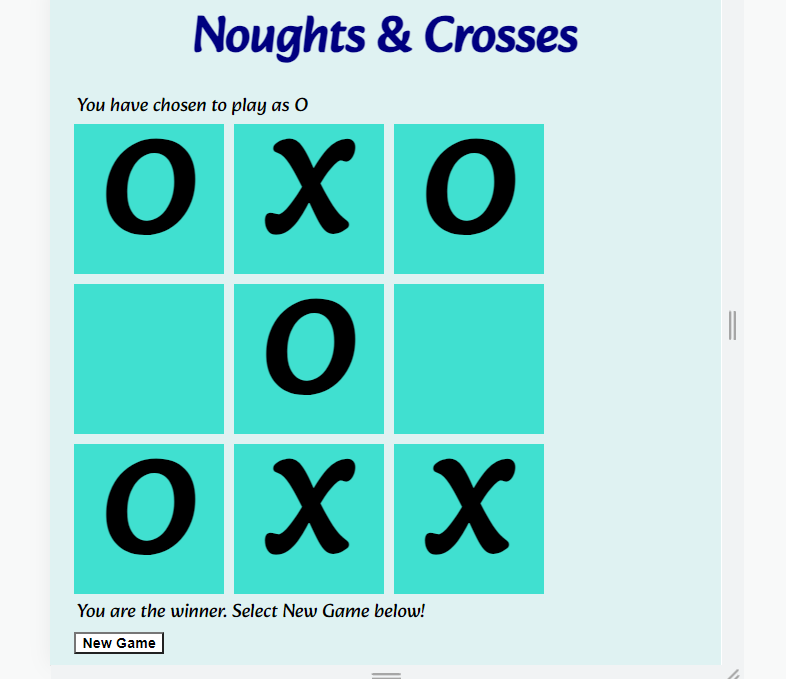 Noughts & Crosses
You have chosen to play as O
O X O
O
O X X
You are the winner. Select New Game below!
New Game